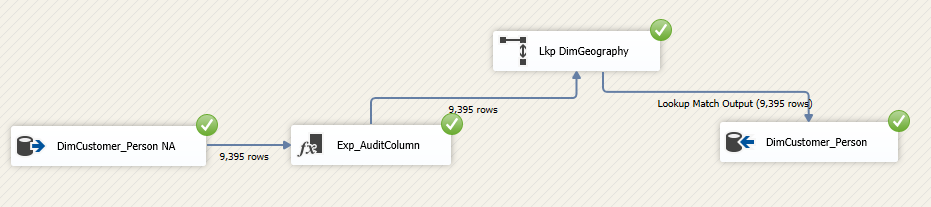 Lkp DimGeography
9,395 rows
Lookup Match Output (9,395 rows)
DimCustomer_Person NA
9,395 rows
Exp_AuditColumn
DimCustomer_Person